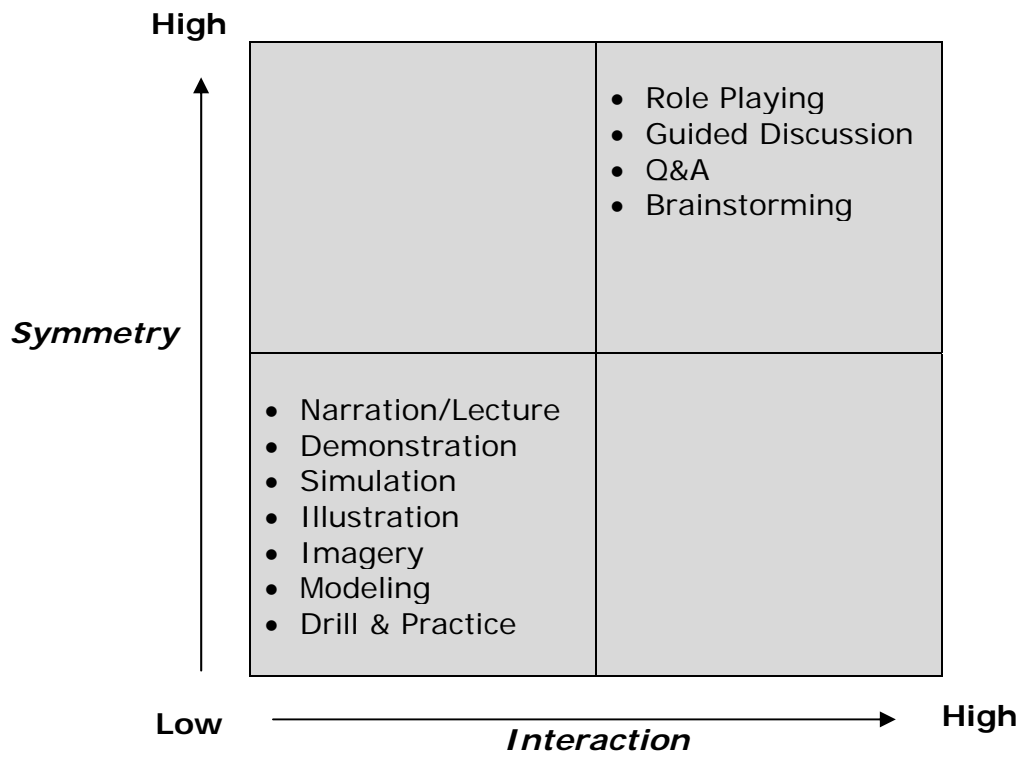 High
• Role Playing
• Guided Discussion
• Q&A
• Brainstorming
Symmetry
• Narration/Lecture
• Demonstration
• Simulation
• Illustration
• Imagery
• Modeling
• Drill & Practice
Low
High
Interaction